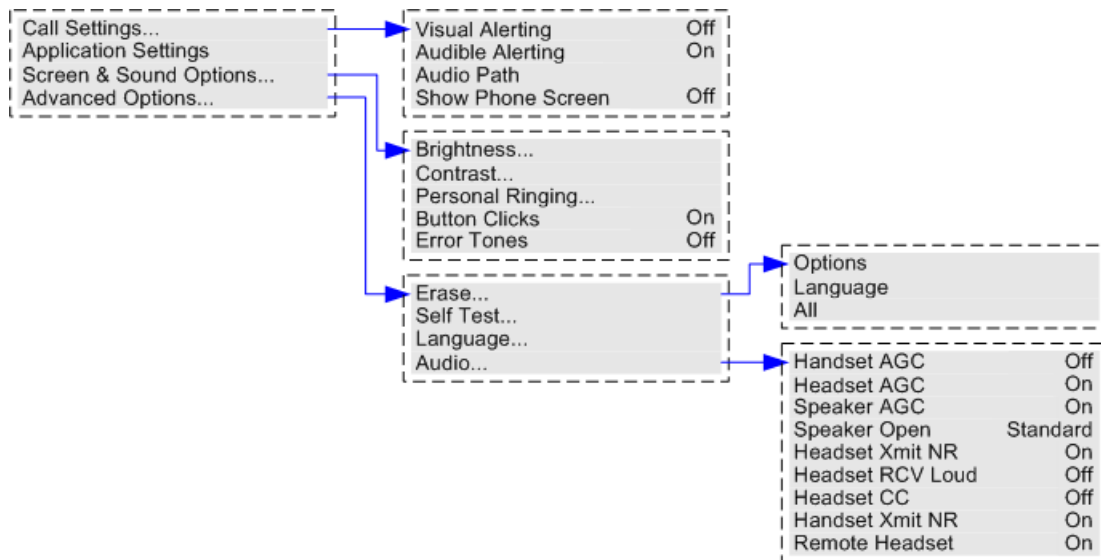 Call Settings...
Application Settings
Screen & Sound Options...
Advanced Options...
Visual Alerting Off
Audible Alerting On
Audio Path
Show Phone Screen Off
Brightness...
Contrast...
Personal Ringing...
Button Clicks On
Error Tones Off
Erase...
Self Test...
Language...
Audio...
Options
Language
All
Handset AGC Off
Headset AGC On
Speaker AGC On
Speaker Open Standard
Headset Xmit NR On
Headset RCV Loud Off
Headset CC Off
Handset Xmit NR On
Remote Headset On